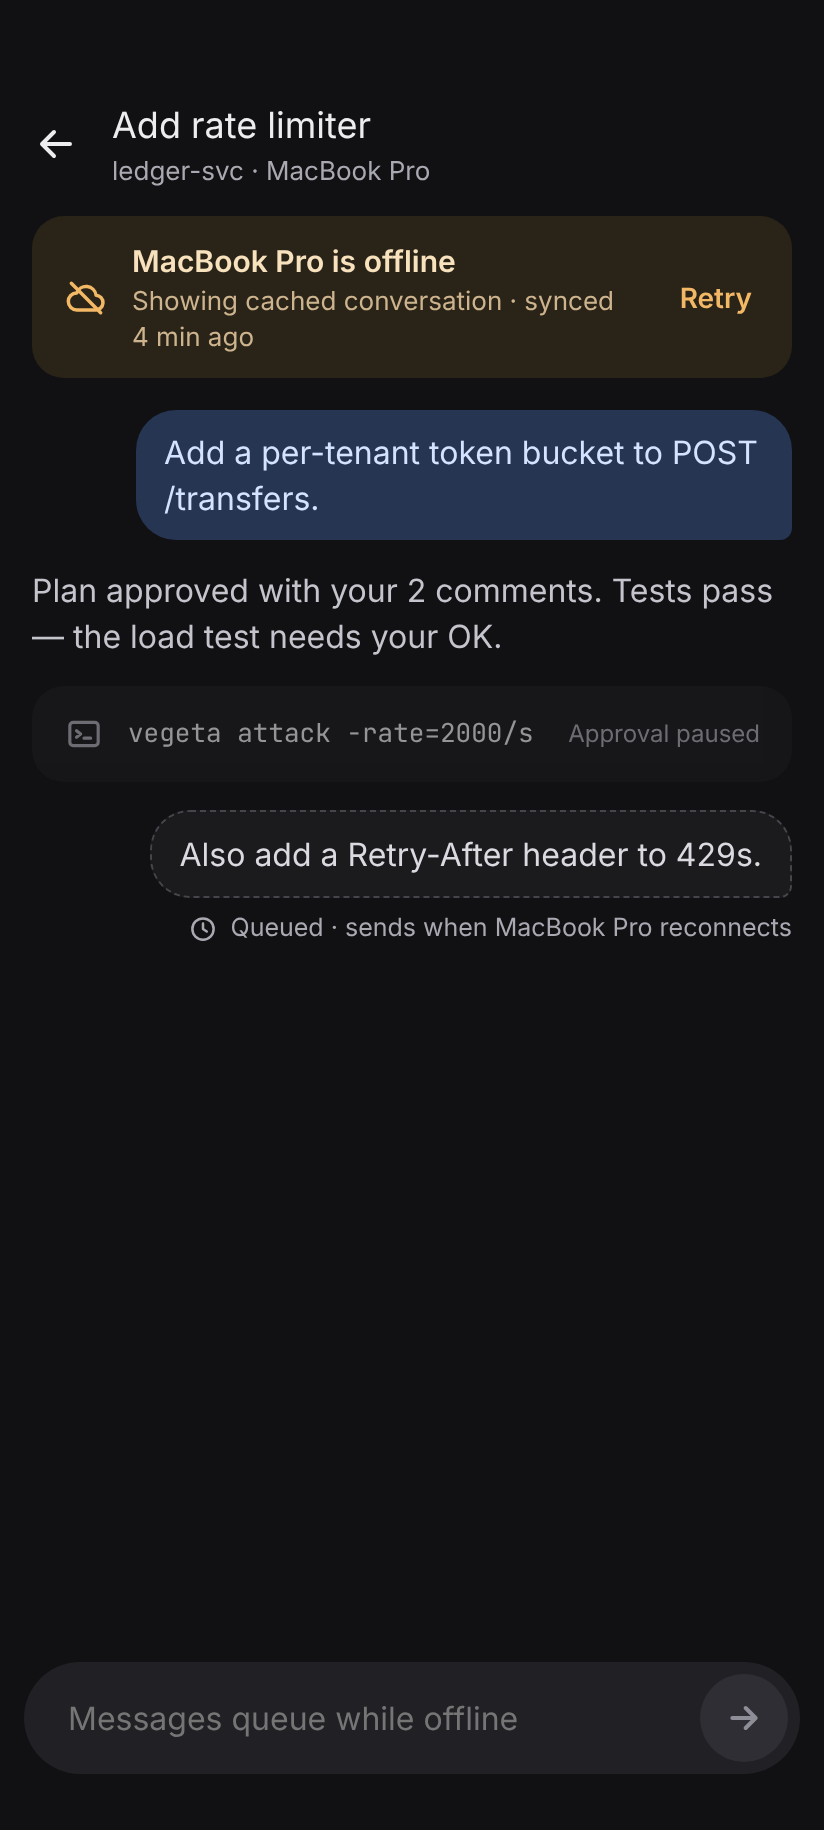 Add rate limiter
ledger-svc · MacBook Pro
MacBook Pro is offline
Showing cached conversation · synced
4 min ago
Retry
Add a per-tenant token bucket to POST
/transfers.
Plan approved with your 2 comments. Tests pass
— the load test needs your OK.
vegeta attack -rate=2000/s Approval paused
Also add a Retry-After header to 429s.
Queued · sends when MacBook Pro reconnects
Messages queue while offline